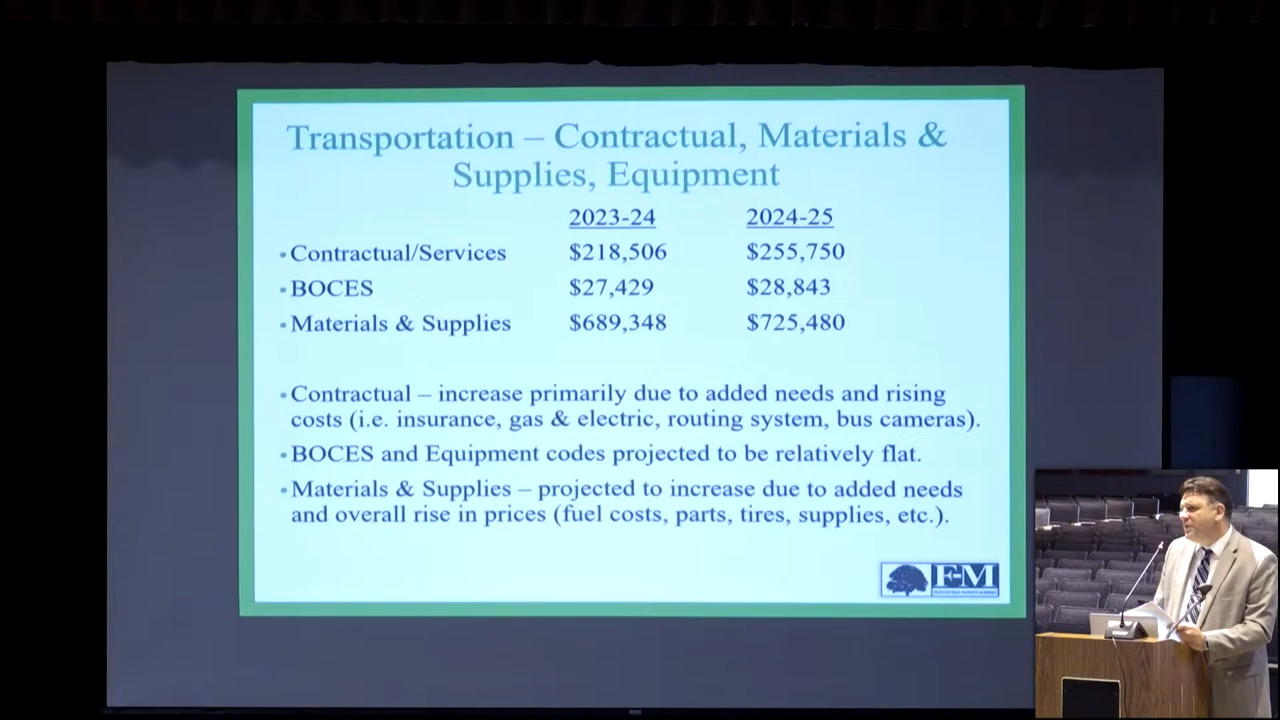 Transportation – Contractual, Materials &
Supplies, Equipment
2023-24 2024-25
•Contractual/Services $218,506 $255,750
•BOCES $27,429 $28,843
•Materials & Supplies $689,348 $725,480
•Contractual – increase primarily due to added needs and rising
costs (i.e. insurance, gas & electric, routing system, bus cameras).
•BOCES and Equipment codes projected to be relatively flat.
•Materials & Supplies – projected to increase due to added needs
and overall rise in prices (fuel costs, parts, tires, supplies, etc.).
F-M